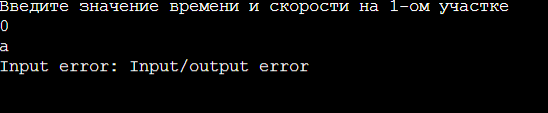 Введите значение времени и скорости на 1-ом участке
0
a
Input error: Input/output error